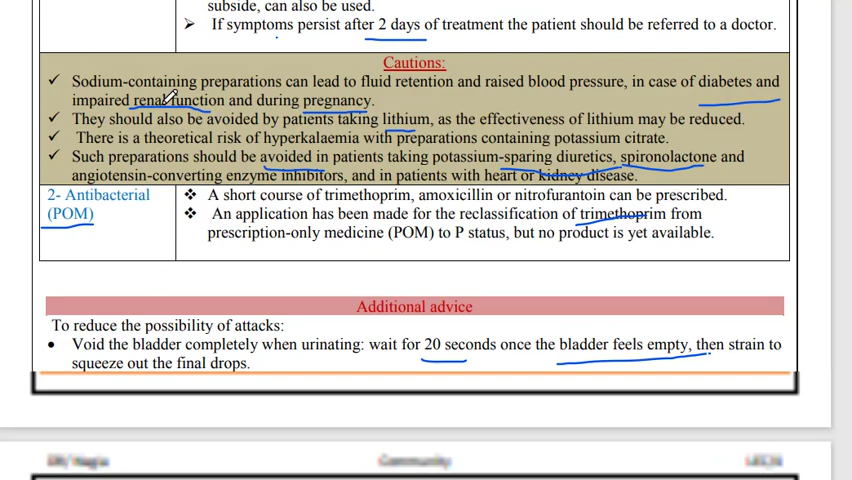 subside, can also be used.
➢ If symptoms persist after 2 days of treatment the patient should be referred to a doctor.
Cautions:
✓ Sodium-containing preparations can lead to fluid retention and raised blood pressure, in case of diabetes and
impaired renal function and during pregnancy.
✓ They should also be avoided by patients taking lithium, as the effectiveness of lithium may be reduced.
✓ There is a theoretical risk of hyperkalaemia with preparations containing potassium citrate.
✓ Such preparations should be avoided in patients taking potassium-sparing diuretics, spironolactone and
angiotensin-converting enzyme inhibitors, and in patients with heart or kidney disease.
2- Antibacterial
(POM)
❖ A short course of trimethoprim, amoxicillin or nitrofurantoin can be prescribed.
❖ An application has been made for the reclassification of trimethoprim from
prescription-only medicine (POM) to P status, but no product is yet available.
Additional advice
To reduce the possibility of attacks:
• Void the bladder completely when urinating: wait for 20 seconds once the bladder feels empty, then strain to
squeeze out the final drops.
Community